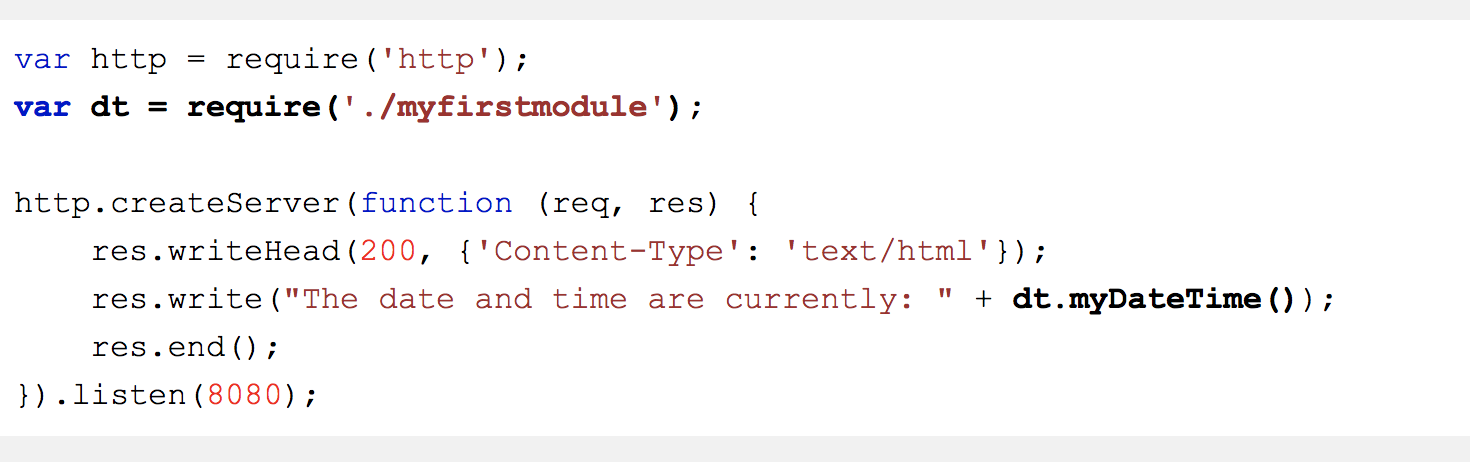 var http = require('http');
var dt = require('./myfirstmodule');
http.createServer(function (req, res) {
    res.writeHead(200, {'Content-Type': 'text/html'});
    res.write("The date and time are currently: " + dt.myDateTime());
    res.end();
}).listen(8080);